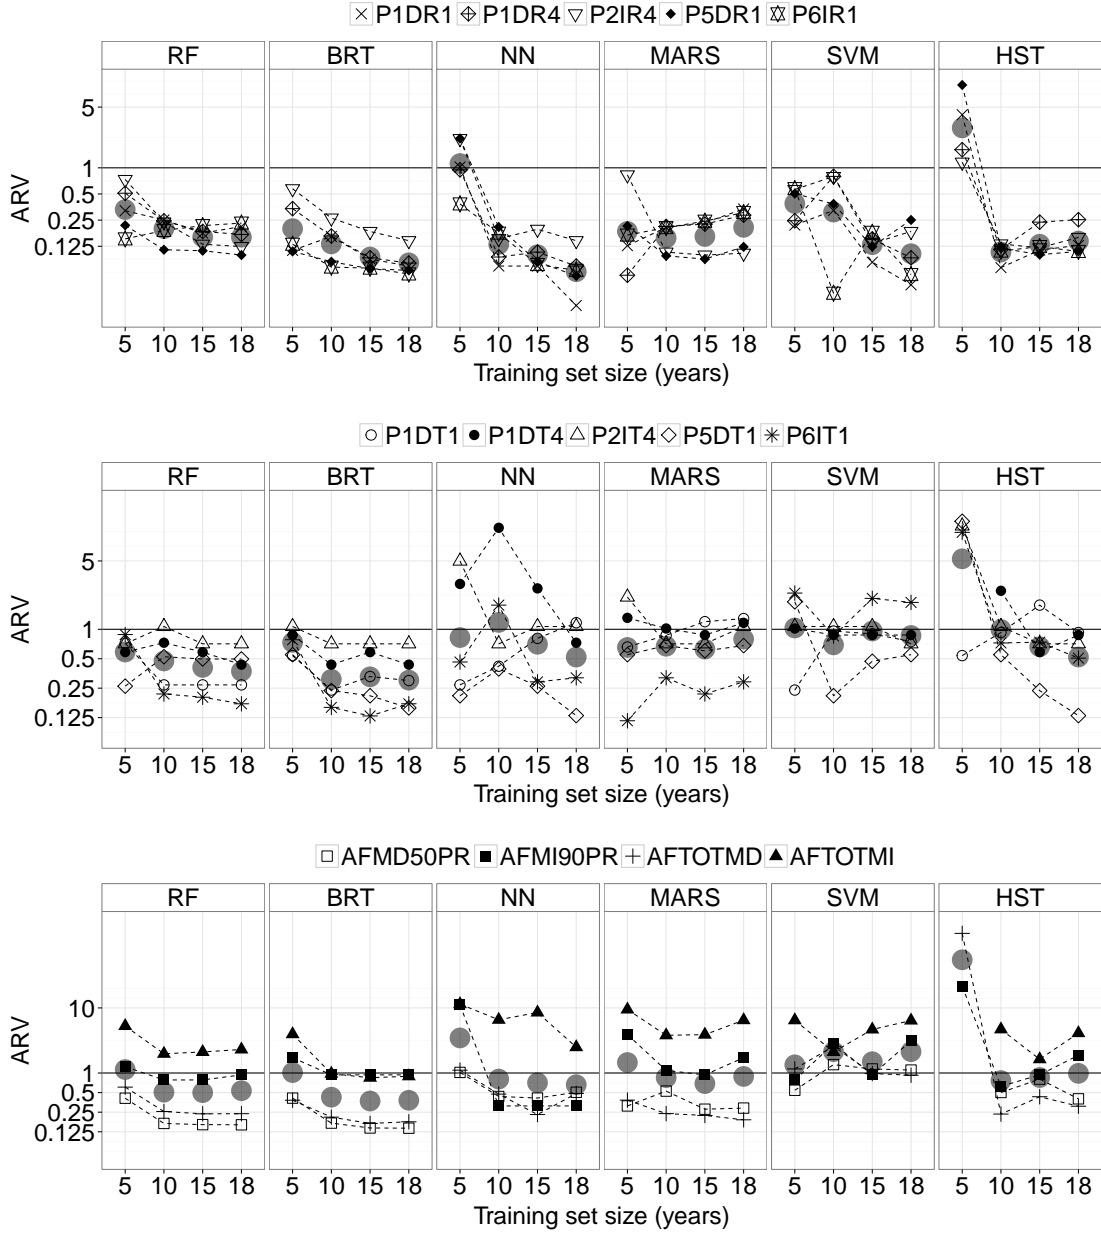 P1DR1 P1DR4 P2IR4 P5DR1 P6IR1
RF BRT NN MARS SVM HST
5
1
0.5
0.25
0.125
ARV
5 10 15 18 5 10 15 18 5 10 15 18 5 10 15 18 5 10 15 18 5 10 15 18
Training set size (years)
P1DT1 P1DT4 P2IT4 P5DT1 P6IT1
RF BRT NN MARS SVM HST
5
1
0.5
0.25
0.125
ARV
5 10 15 18 5 10 15 18 5 10 15 18 5 10 15 18 5 10 15 18 5 10 15 18
Training set size (years)
AFMD50PR AFMI90PR AFTOTMD AFTOTMI
RF BRT NN MARS SVM HST
10
1
0.5
0.25
0.125
ARV
5 10 15 18 5 10 15 18 5 10 15 18 5 10 15 18 5 10 15 18 5 10 15 18
Training set size (years)